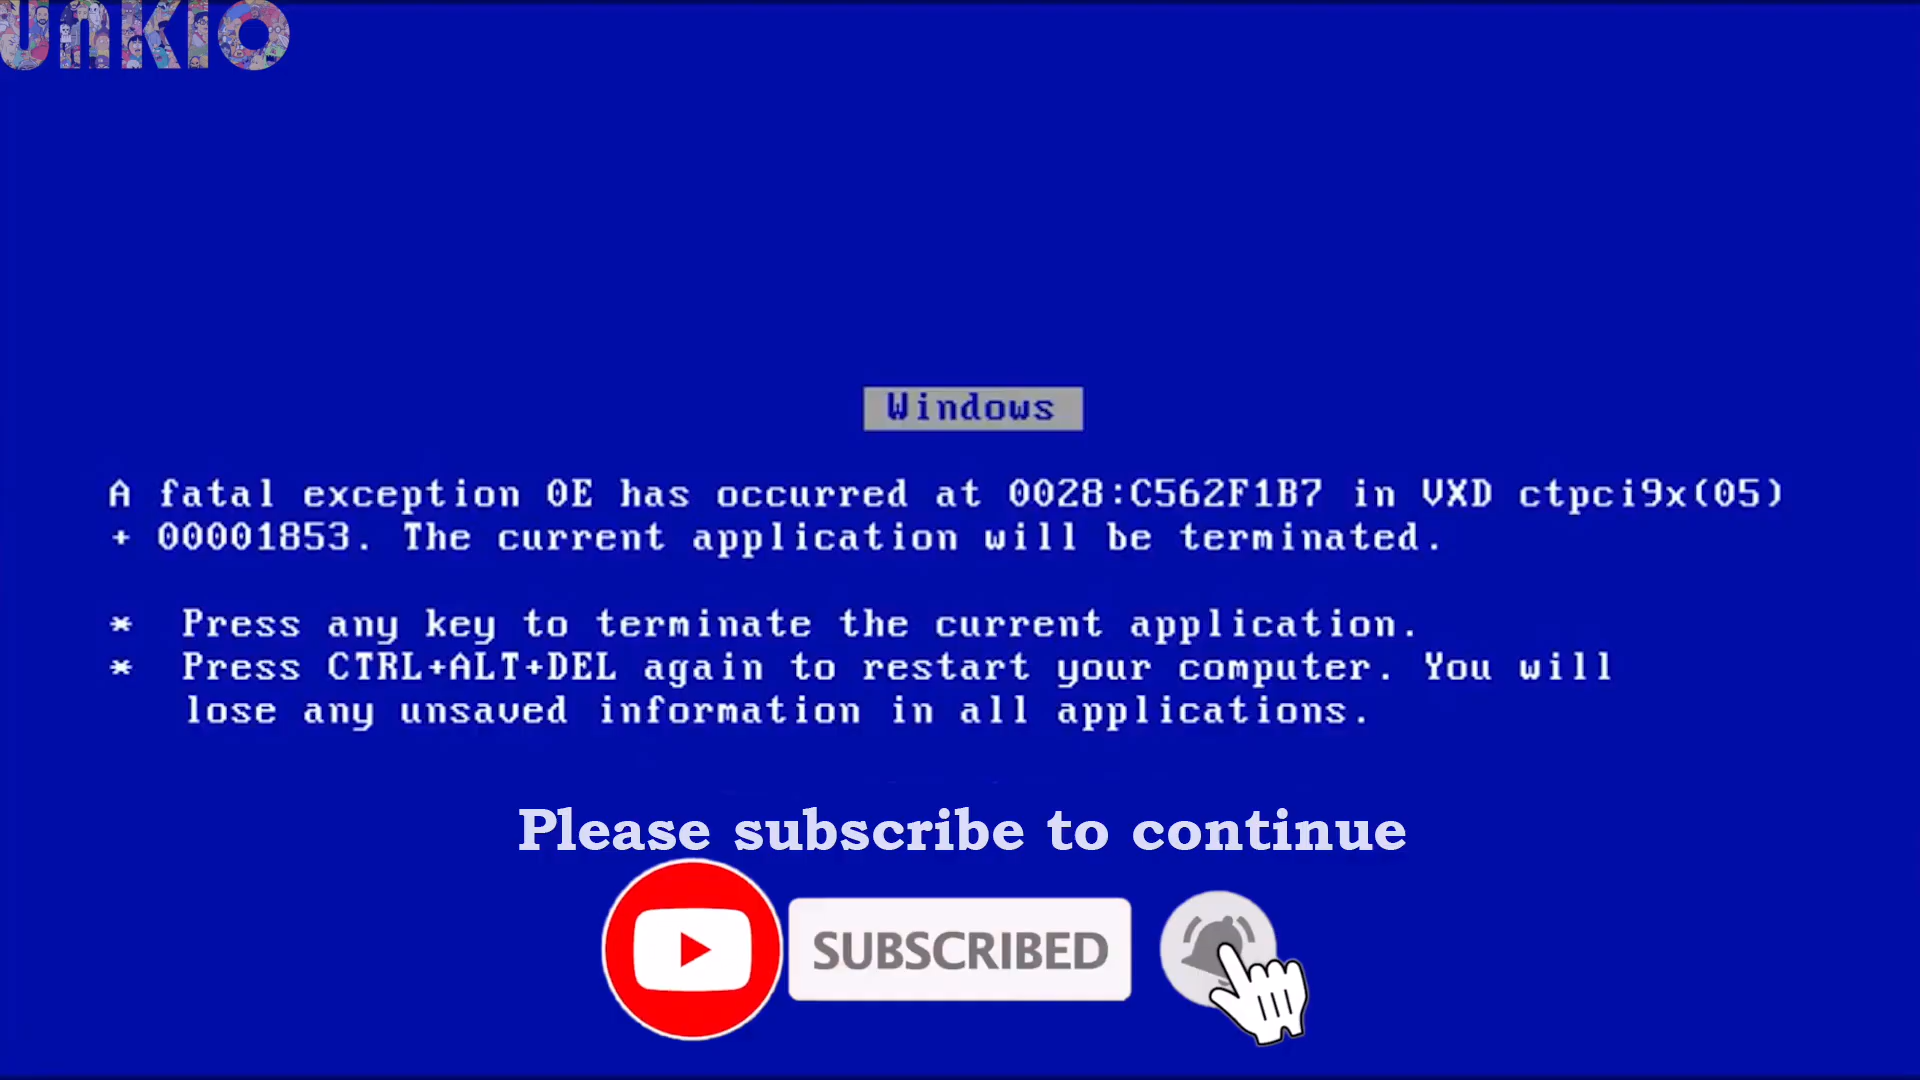 UNKIO
Windows
A fatal exception 0E has occurred at 0028:C562F1B7 in VXD ctpci9x(05)
+ 00001853. The current application will be terminated.
* Press any key to terminate the current application.
* Press CTRL+ALT+DEL again to restart your computer. You will
lose any unsaved information in all applications.
Please subscribe to continue
SUBSCRIBED